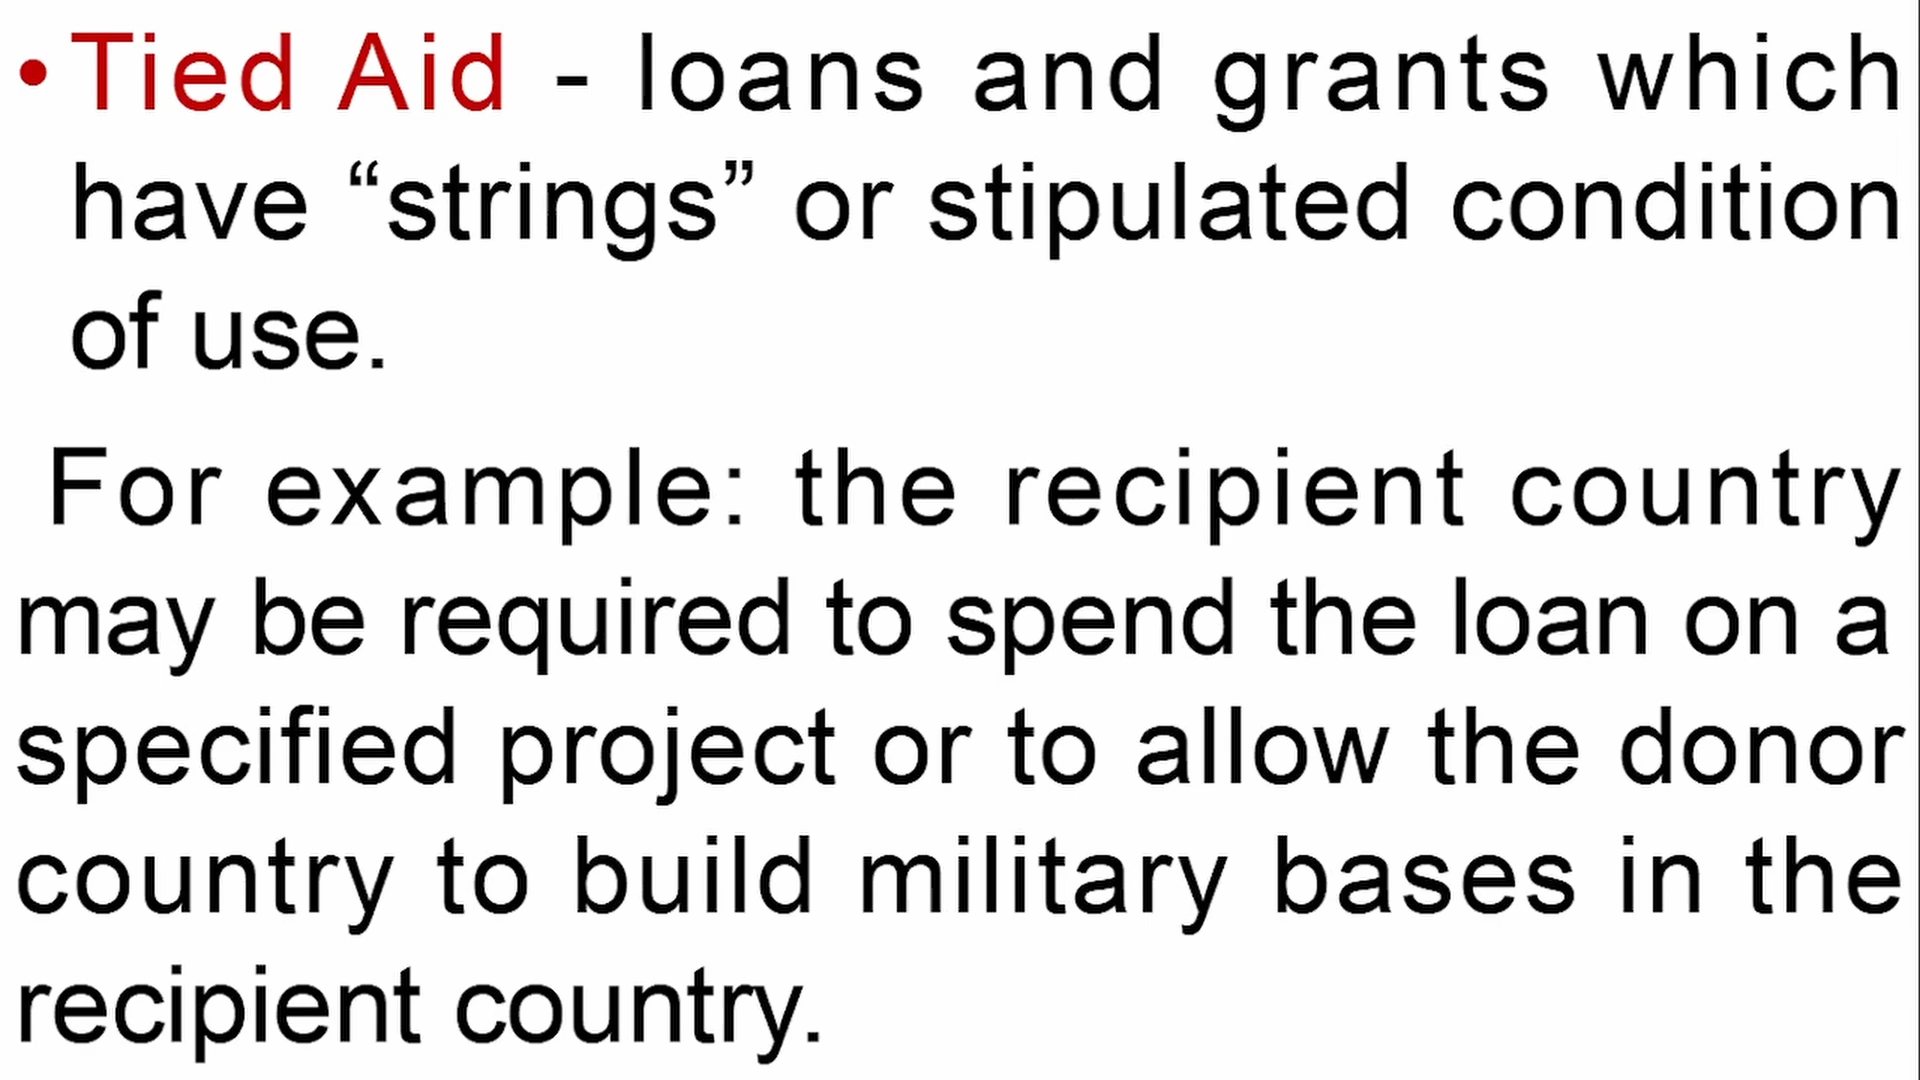 • Tied Aid - loans and grants which
have “strings” or stipulated condition
of use.
For example: the recipient country
may be required to spend the loan on a
specified project or to allow the donor
country to build military bases in the
recipient country.